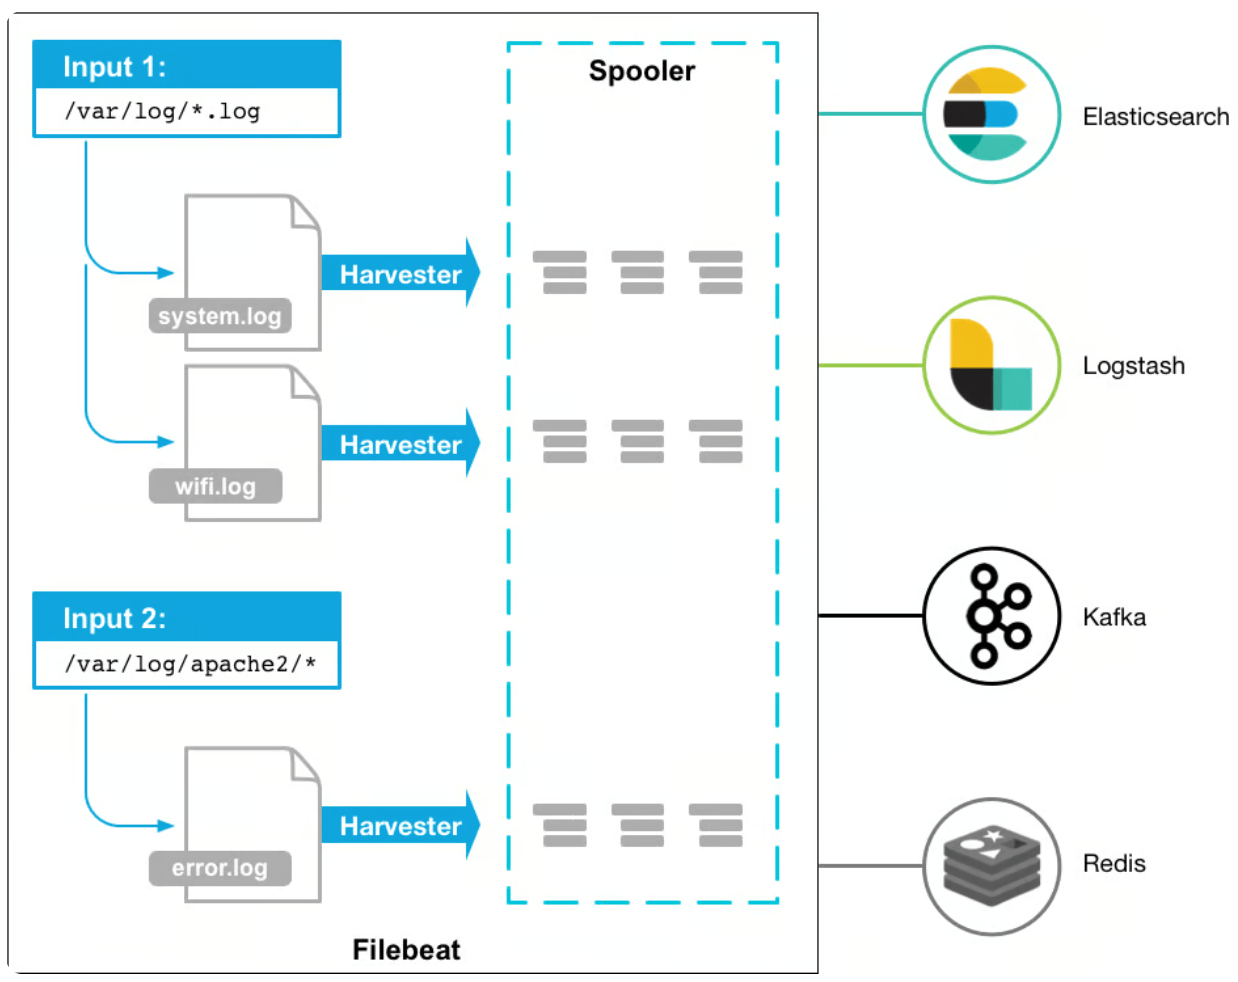 Input 1:
/var/log/*.log
system.log
Harvester
wifi.log
Harvester
Input 2:
/var/log/apache2/*
error.log
Harvester
Spooler
Filebeat
Elasticsearch
Logstash
Kafka
Redis